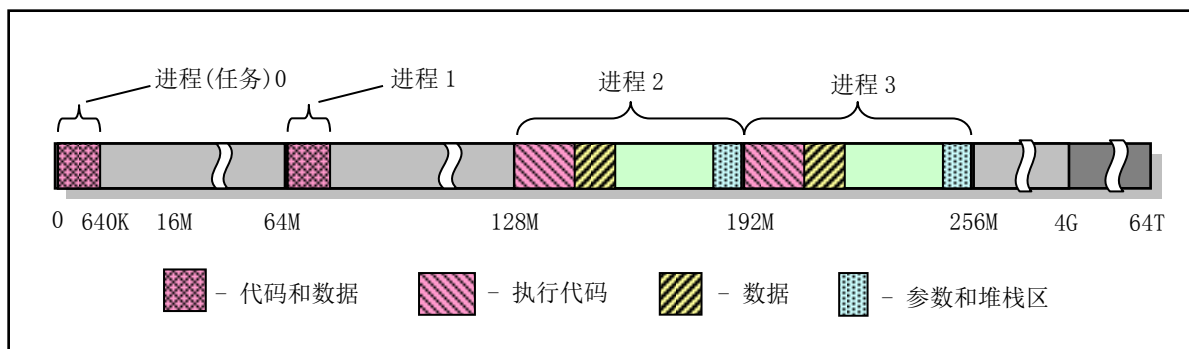 进程(任务)0
进程 1
进程 2
进程 3
0 640K 16M 64M 128M 192M 256M 4G 64T
- 代码和数据
- 执行代码
- 数据
- 参数和堆栈区